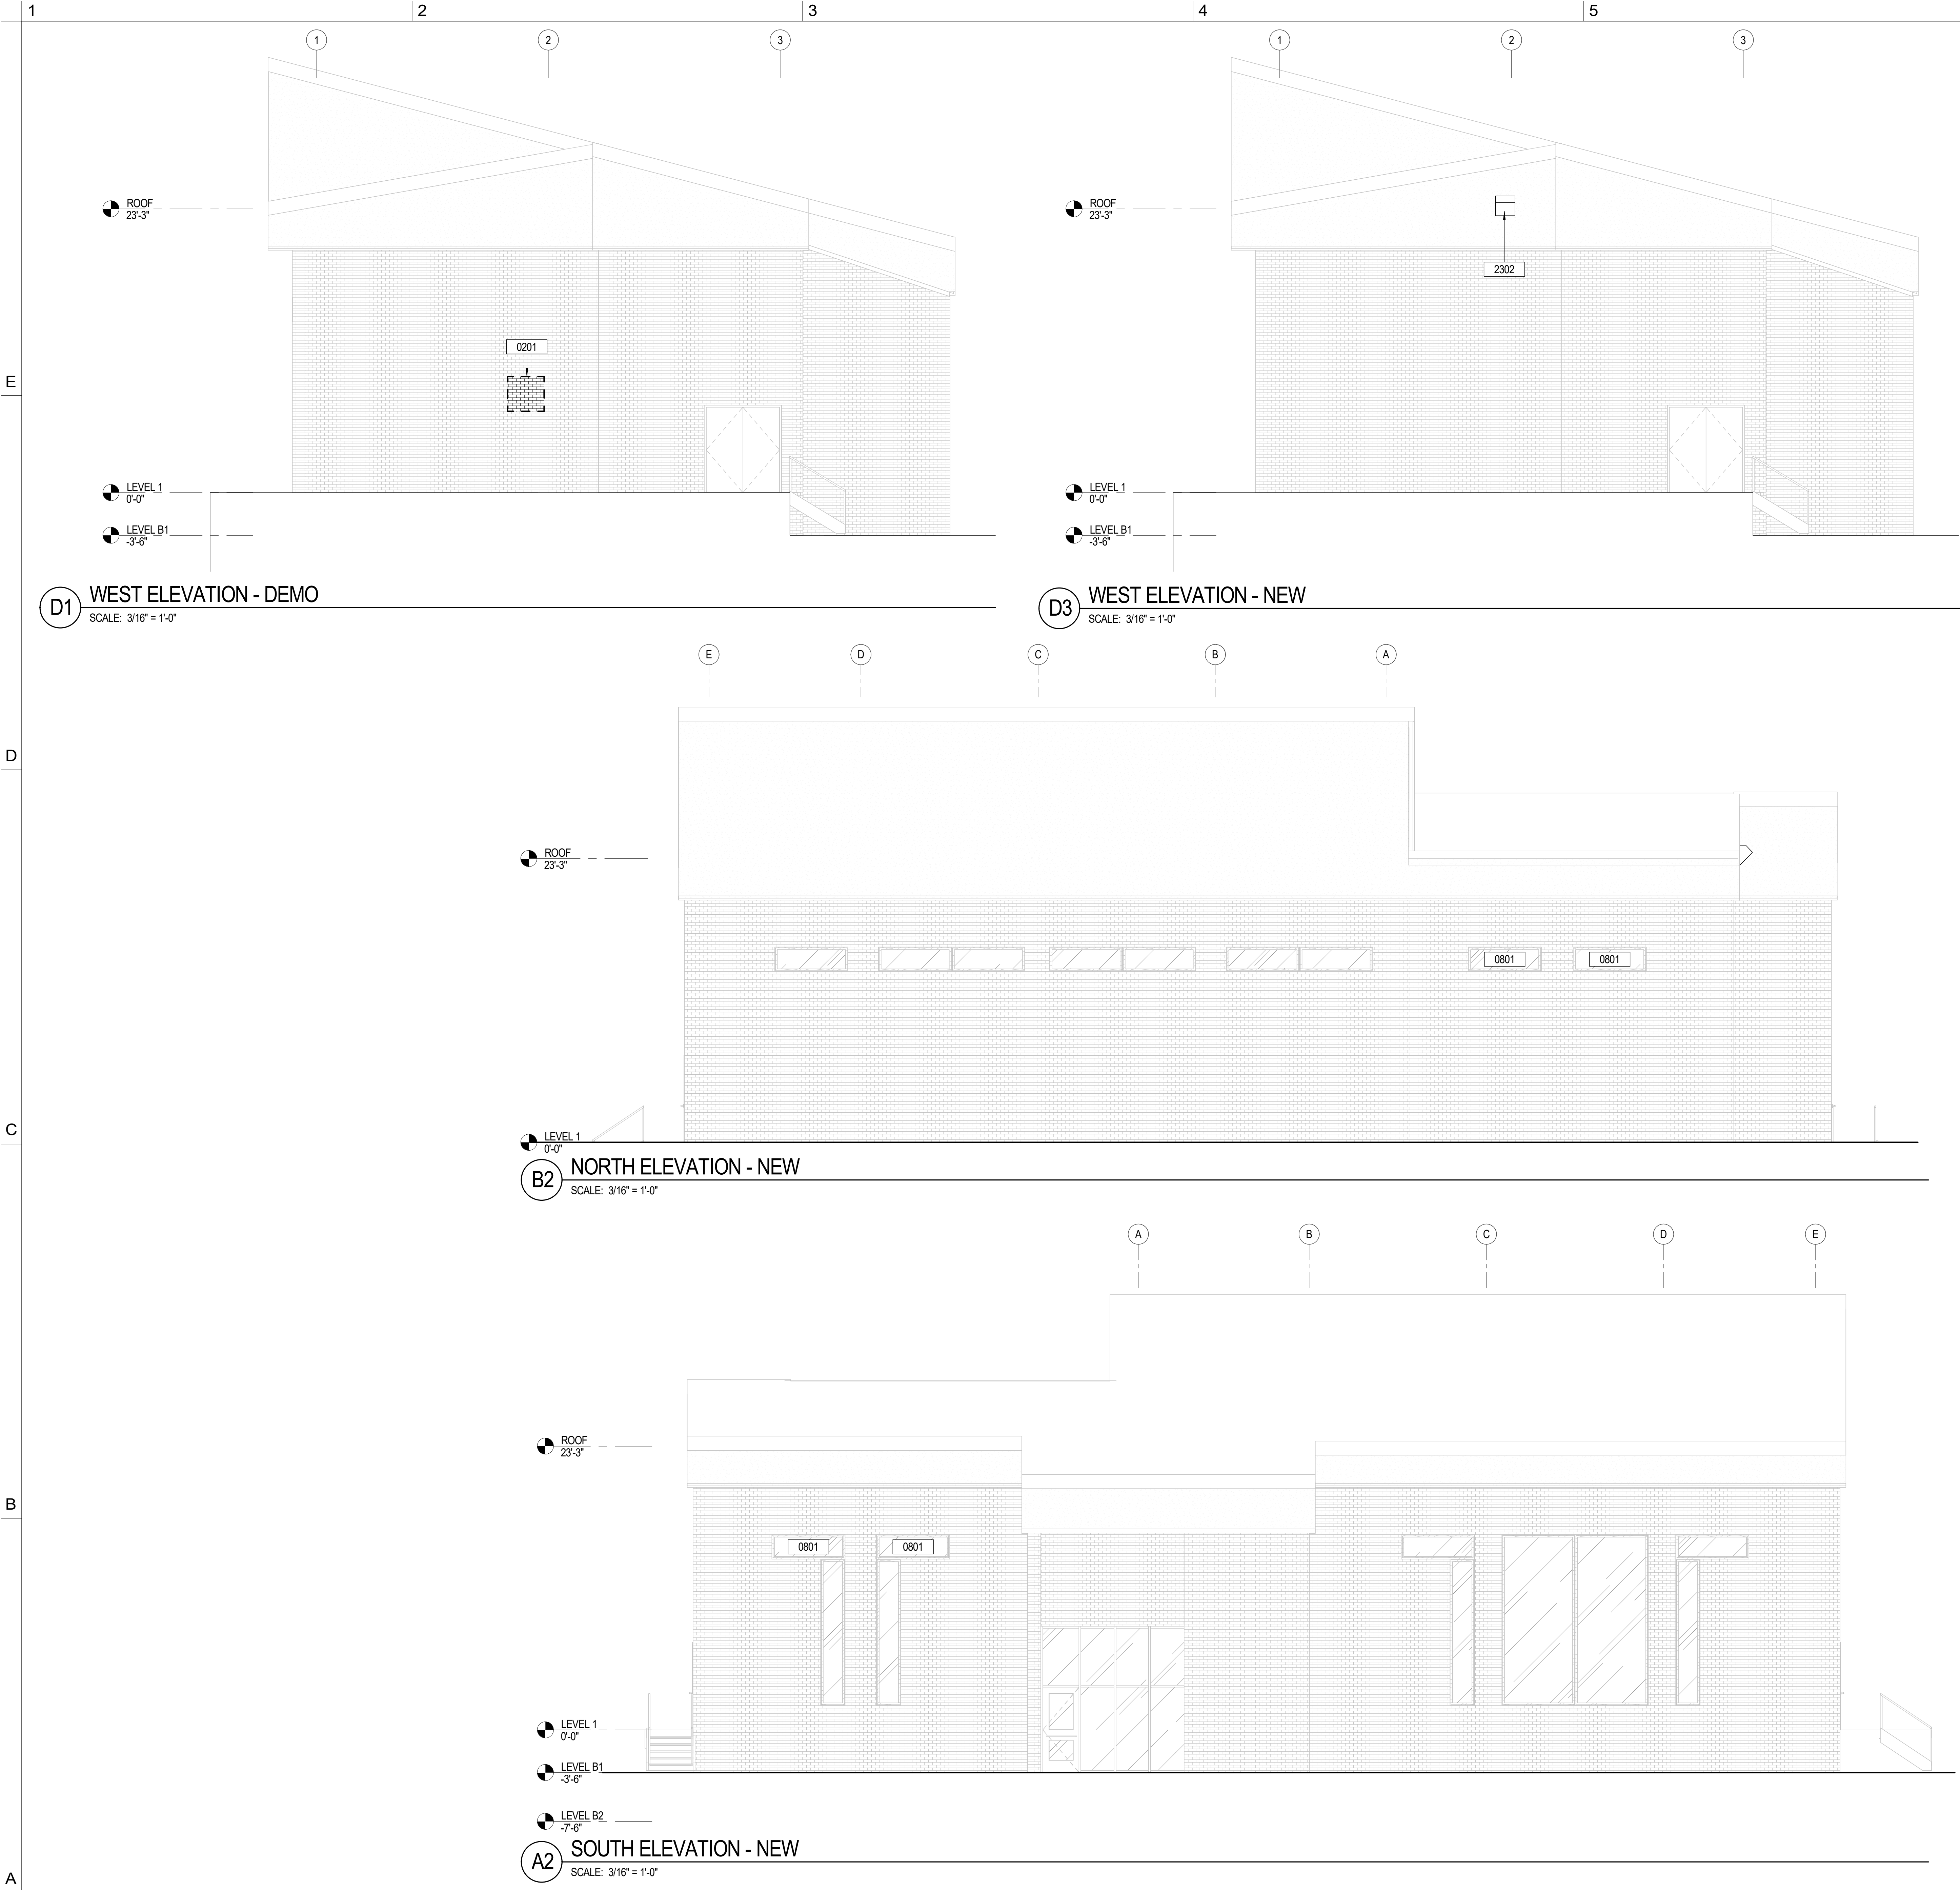 1 2 3 4 5
1 2 3
1 2 3
ROOF
23'-3"
ROOF
23'-3"
2302
0201
E
LEVEL 1
0'-0"
LEVEL 1
0'-0"
LEVEL B1
-3'-6"
LEVEL B1
-3'-6"
D1 WEST ELEVATION - DEMO
SCALE: 3/16" = 1'-0"
D3 WEST ELEVATION - NEW
SCALE: 3/16" = 1'-0"
E D C B A
D
ROOF
23'-3"
0801 0801
C
LEVEL 1
0'-0"
B2 NORTH ELEVATION - NEW
SCALE: 3/16" = 1'-0"
A B C D E
ROOF
23'-3"
B
0801 0801
LEVEL 1
0'-0"
LEVEL B1
-3'-6"
LEVEL B2
-7'-6"
A2 SOUTH ELEVATION - NEW
SCALE: 3/16" = 1'-0"
A